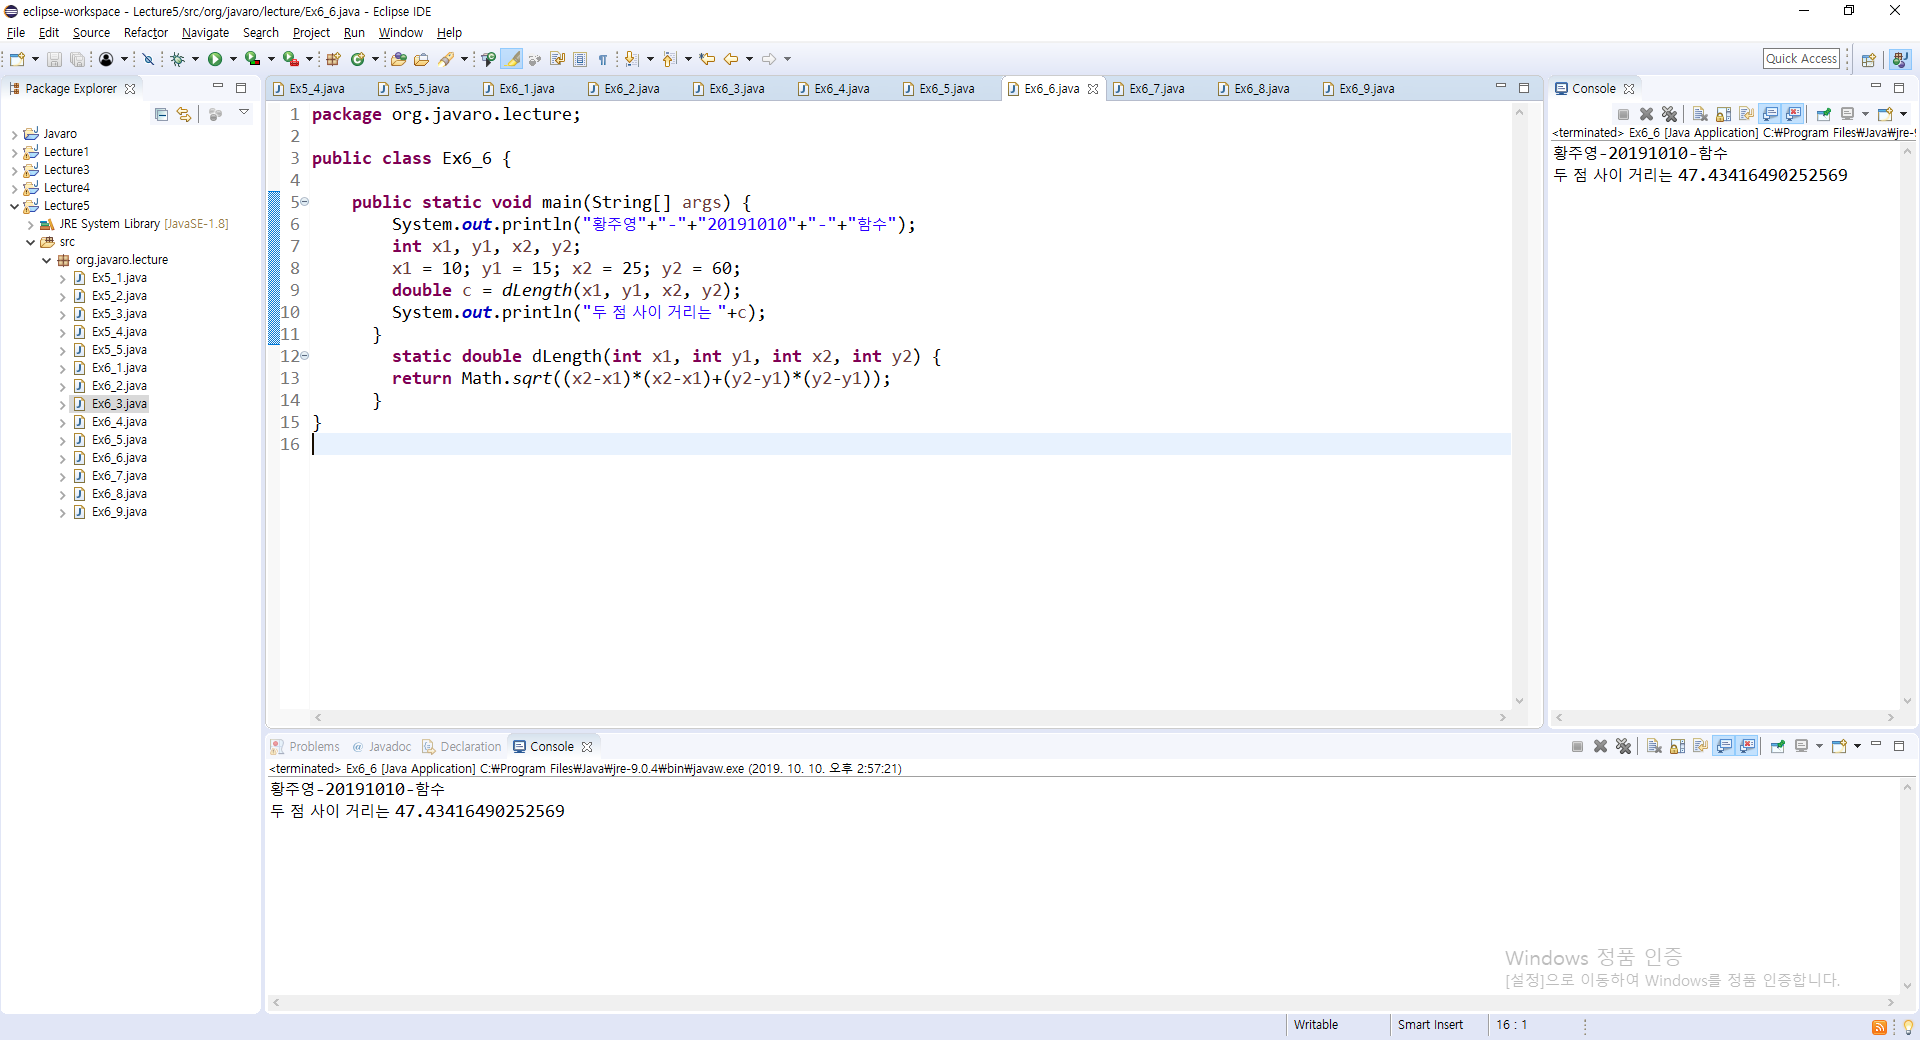 eclipse-workspace - Lecture5/src/org/javaro/lecture/Ex6_6.java - Eclipse IDE
File Edit Source Refactor Navigate Search Project Run Window Help
Quick Access
Package Explorer
Javaro
Lecture1
Lecture3
Lecture4
Lecture5
JRE System Library [JavaSE-1.8]
src
org.javaro.lecture
Ex5_1.java
Ex5_2.java
Ex5_3.java
Ex5_4.java
Ex5_5.java
Ex6_1.java
Ex6_2.java
Ex6_3.java
Ex6_4.java
Ex6_5.java
Ex6_6.java
Ex6_7.java
Ex6_8.java
Ex6_9.java
Ex5_4.java Ex5_5.java Ex6_1.java Ex6_2.java Ex6_3.java Ex6_4.java Ex6_5.java Ex6_6.java Ex6_7.java Ex6_8.java Ex6_9.java
1 package org.javaro.lecture;
2
3 public class Ex6_6 {
4
5 public static void main(String[] args) {
6 System.out.println("황주영"+"-"+"20191010"+"-"+"함수");
7 int x1, y1, x2, y2;
8 x1 = 10; y1 = 15; x2 = 25; y2 = 60;
9 double c = dLength(x1, y1, x2, y2);
10 System.out.println("두 점 사이 거리는 "+c);
11 }
12 static double dLength(int x1, int y1, int x2, int y2) {
13 return Math.sqrt((x2-x1)*(x2-x1)+(y2-y1)*(y2-y1));
14 }
15 }
16
Console
<terminated> Ex6_6 [Java Application] C:₩Program Files₩Java₩jre-9
황주영-20191010-함수
두 점 사이 거리는 47.43416490252569
Problems @ Javadoc Declaration Console
<terminated> Ex6_6 [Java Application] C:₩Program Files₩Java₩jre-9.0.4₩bin₩javaw.exe (2019. 10. 10. 오후 2:57:21)
황주영-20191010-함수
두 점 사이 거리는 47.43416490252569
Windows 정품 인증
[설정]으로 이동하여 Windows를 정품 인증합니다.
Writable Smart Insert 16 : 1